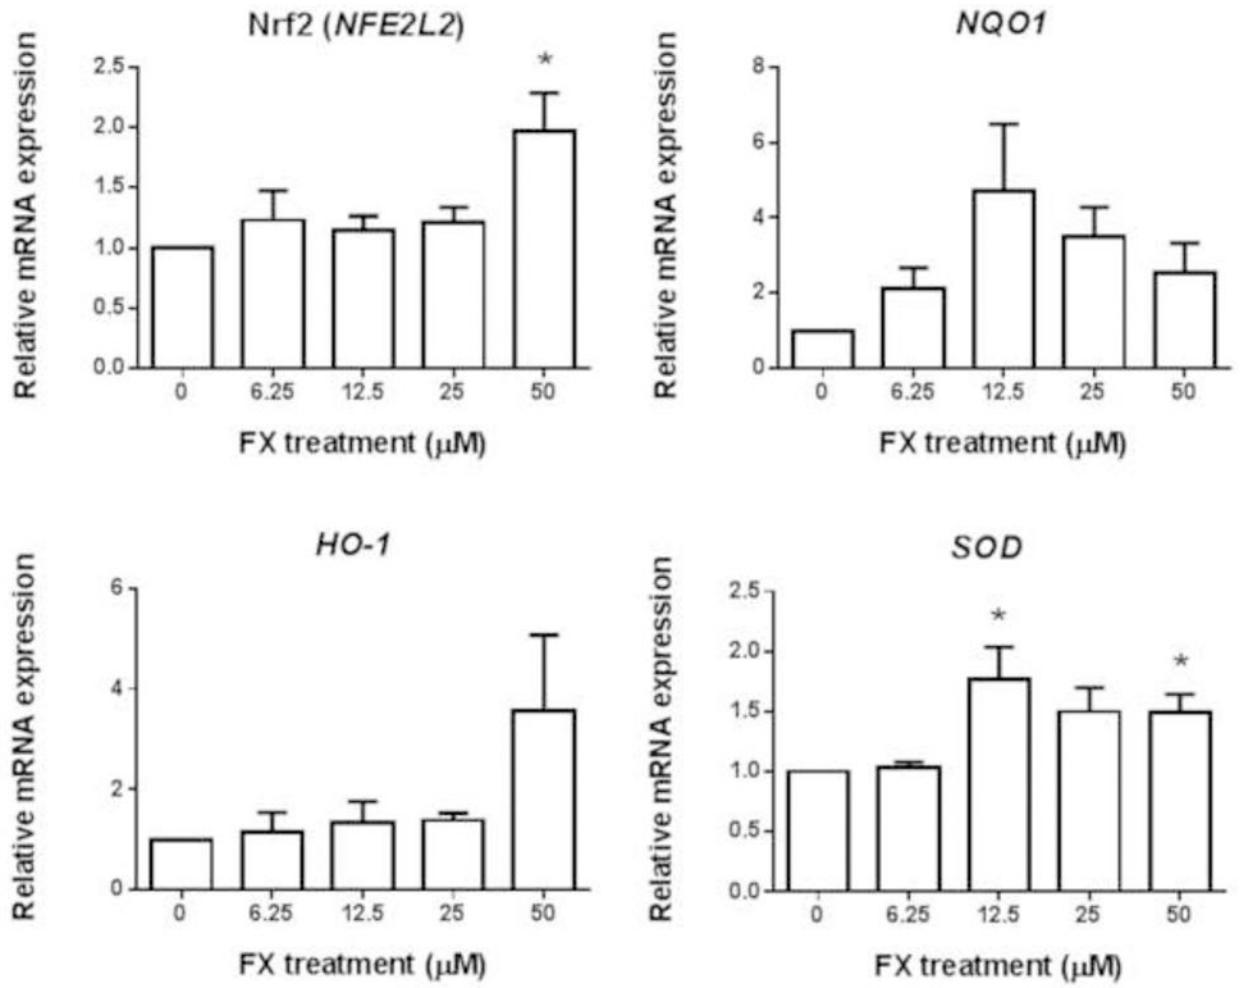 Nrf2 (NFE2L2)
Relative mRNA expression
2.5
2.0
1.5
1.0
0.5
0.0
*
0 6.25 12.5 25 50
FX treatment (μM)
NQO1
Relative mRNA expression
8
6
4
2
0
0 6.25 12.5 25 50
FX treatment (μM)
HO-1
Relative mRNA expression
6
4
2
0
0 6.25 12.5 25 50
FX treatment (μM)
SOD
Relative mRNA expression
2.5
2.0
1.5
1.0
0.5
0.0
* *
0 6.25 12.5 25 50
FX treatment (μM)